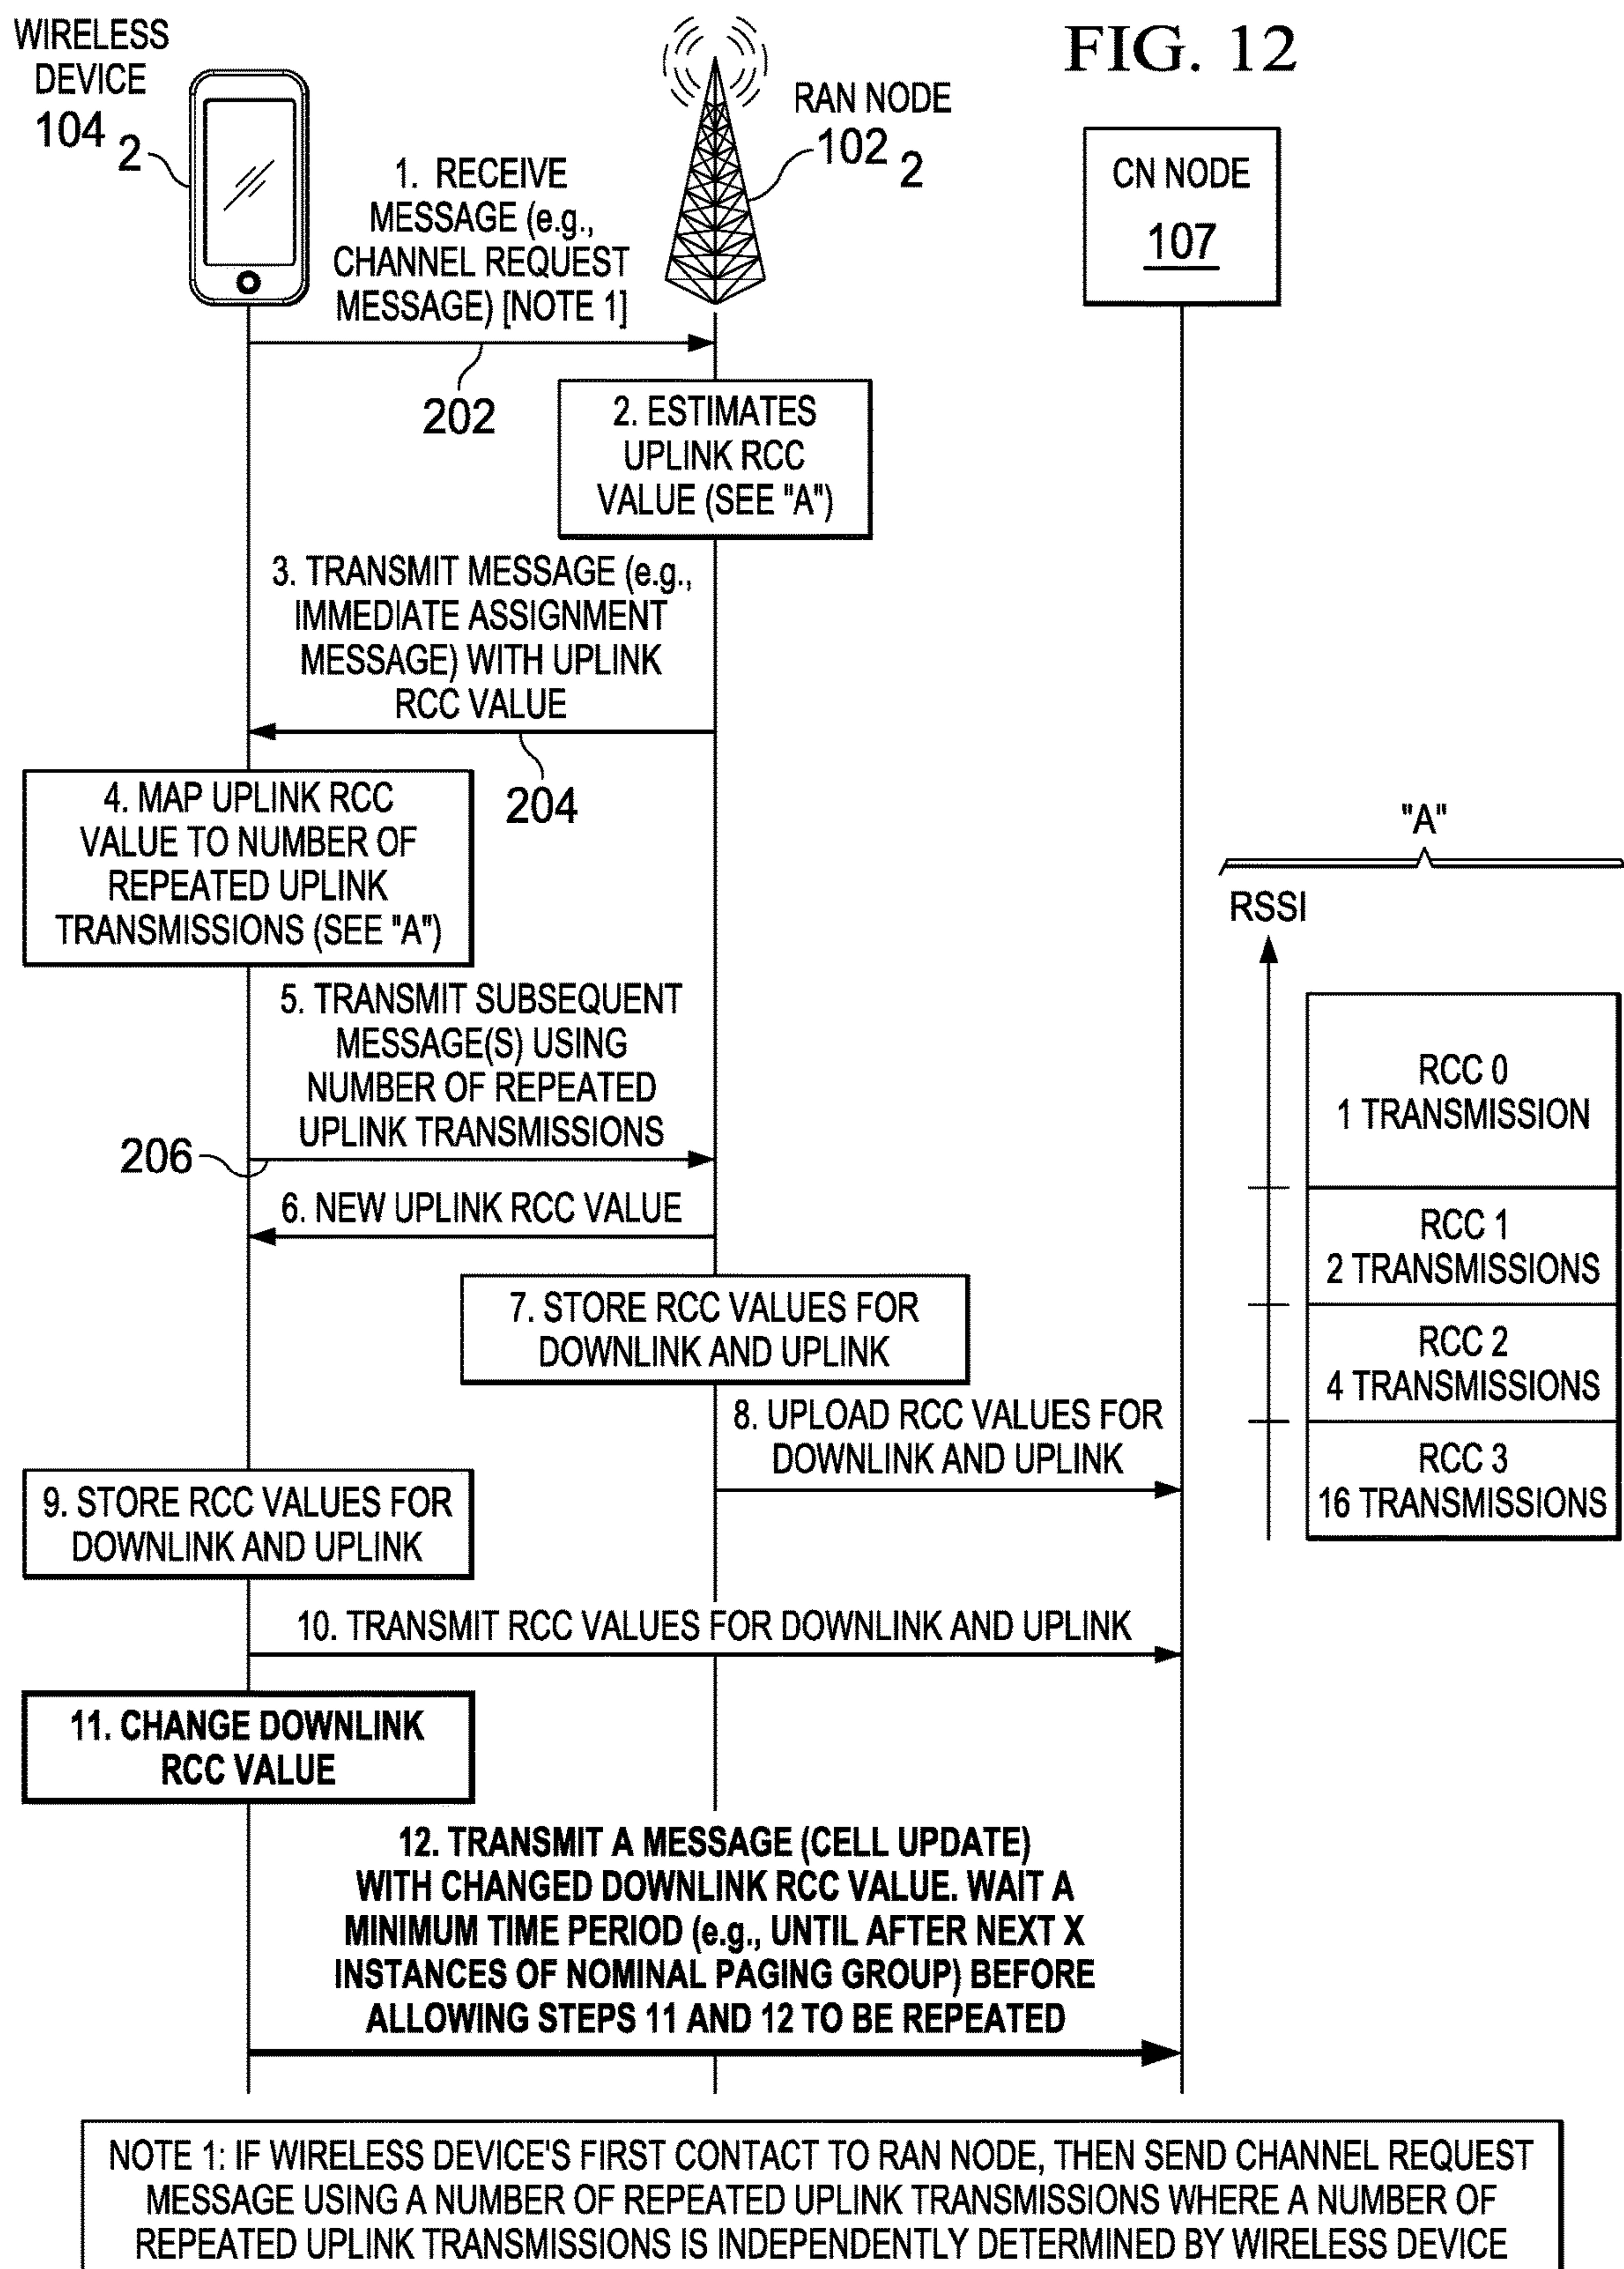 FIG. 12
WIRELESS
DEVICE
104 2
RAN NODE
102 2
CN NODE
107
1. RECEIVE
MESSAGE (e.g.,
CHANNEL REQUEST
MESSAGE) [NOTE 1]
202
2. ESTIMATES
UPLINK RCC
VALUE (SEE "A")
3. TRANSMIT MESSAGE (e.g.,
IMMEDIATE ASSIGNMENT
MESSAGE) WITH UPLINK
RCC VALUE
204
4. MAP UPLINK RCC
VALUE TO NUMBER OF
REPEATED UPLINK
TRANSMISSIONS (SEE "A")
5. TRANSMIT SUBSEQUENT
MESSAGE(S) USING
NUMBER OF REPEATED
UPLINK TRANSMISSIONS
206
6. NEW UPLINK RCC VALUE
7. STORE RCC VALUES FOR
DOWNLINK AND UPLINK
8. UPLOAD RCC VALUES FOR
DOWNLINK AND UPLINK
9. STORE RCC VALUES FOR
DOWNLINK AND UPLINK
10. TRANSMIT RCC VALUES FOR DOWNLINK AND UPLINK
11. CHANGE DOWNLINK
RCC VALUE
12. TRANSMIT A MESSAGE (CELL UPDATE)
WITH CHANGED DOWNLINK RCC VALUE. WAIT A
MINIMUM TIME PERIOD (e.g., UNTIL AFTER NEXT X
INSTANCES OF NOMINAL PAGING GROUP) BEFORE
ALLOWING STEPS 11 AND 12 TO BE REPEATED
"A"
RSSI
RCC 0
1 TRANSMISSION
RCC 1
2 TRANSMISSIONS
RCC 2
4 TRANSMISSIONS
RCC 3
16 TRANSMISSIONS
NOTE 1: IF WIRELESS DEVICE'S FIRST CONTACT TO RAN NODE, THEN SEND CHANNEL REQUEST
MESSAGE USING A NUMBER OF REPEATED UPLINK TRANSMISSIONS WHERE A NUMBER OF
REPEATED UPLINK TRANSMISSIONS IS INDEPENDENTLY DETERMINED BY WIRELESS DEVICE